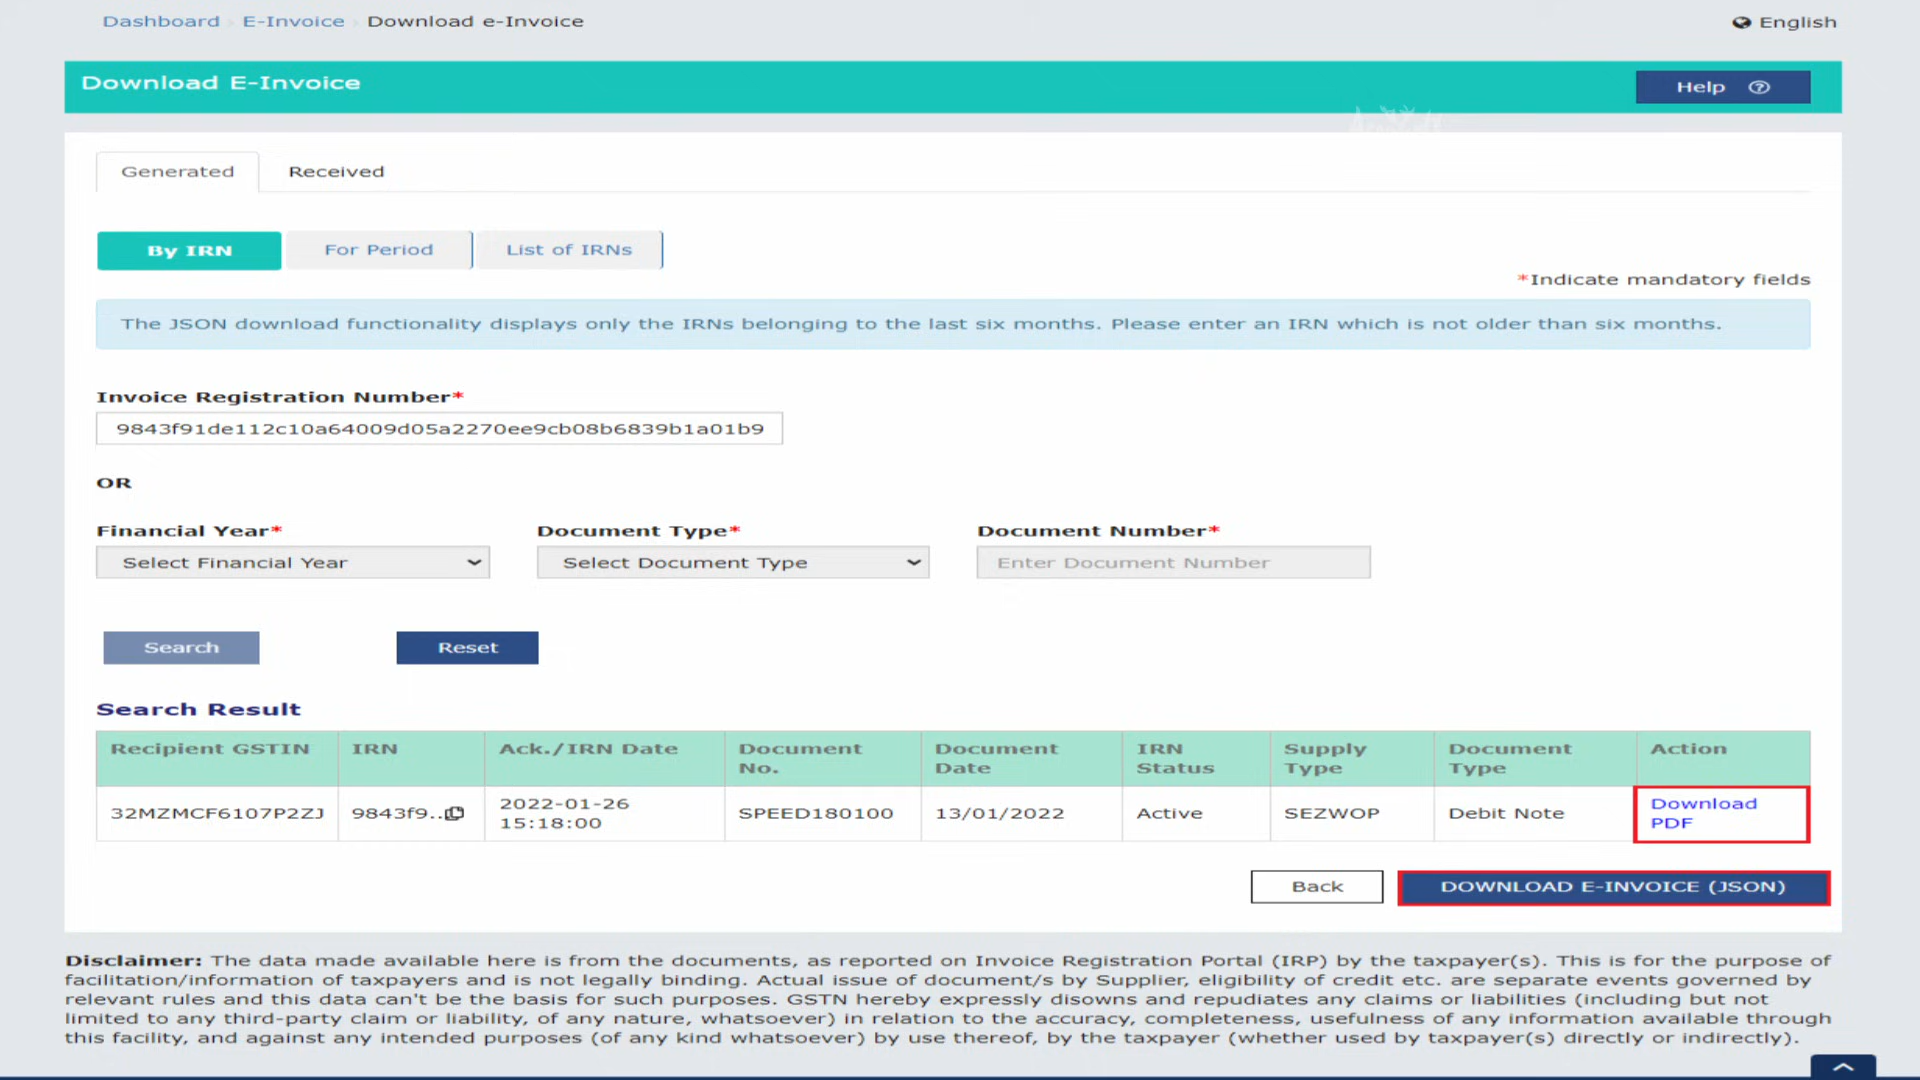 Dashboard E-Invoice Download e-Invoice
English
Download E-Invoice
Help
Generated Received
By IRN For Period List of IRNs
*Indicate mandatory fields
The JSON download functionality displays only the IRNs belonging to the last six months. Please enter an IRN which is not older than six months.
Invoice Registration Number*
9843f91de112c10a64009d05a2270ee9cb08b6839b1a01b9
OR
Financial Year* Document Type* Document Number*
Select Financial Year Select Document Type Enter Document Number
Search Reset
Search Result
Recipient GSTIN IRN Ack./IRN Date Document No. Document Date IRN Status Supply Type Document Type Action
32MZMCF6107P2ZJ 9843f9.. 2022-01-26 15:18:00 SPEED180100 13/01/2022 Active SEZWOP Debit Note Download PDF
Back DOWNLOAD E-INVOICE (JSON)
Disclaimer: The data made available here is from the documents, as reported on Invoice Registration Portal (IRP) by the taxpayer(s). This is for the purpose of
facilitation/information of taxpayers and is not legally binding. Actual issue of document/s by Supplier, eligibility of credit etc. are separate events governed by
relevant rules and this data can't be the basis for such purposes. GSTN hereby expressly disowns and repudiates any claims or liabilities (including but not
limited to any third-party claim or liability, of any nature, whatsoever) in relation to the accuracy, completeness, usefulness of any information available through
this facility, and against any intended purposes (of any kind whatsoever) by use thereof, by the taxpayer (whether used by taxpayer(s) directly or indirectly).